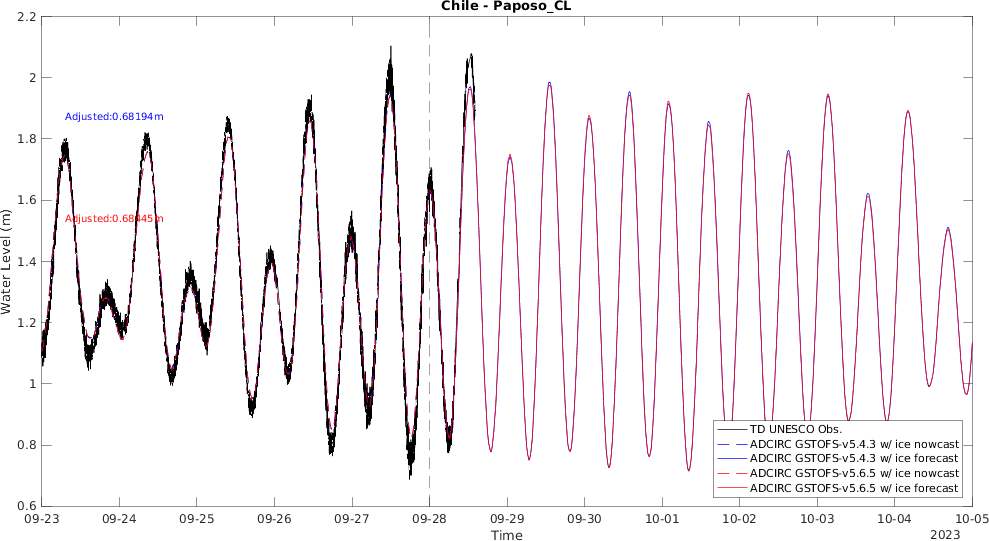 Chile - Paposo_CL
2.2
2
1.8
1.6
1.4
1.2
1
0.8
0.6
Water Level (m)
Adjusted:0.68194m
Adjusted:0.68445m
TD UNESCO Obs.
ADCIRC GSTOFS-v5.4.3 w/ ice nowcast
ADCIRC GSTOFS-v5.4.3 w/ ice forecast
ADCIRC GSTOFS-v5.6.5 w/ ice nowcast
ADCIRC GSTOFS-v5.6.5 w/ ice forecast
09-23 09-24 09-25 09-26 09-27 09-28 09-29 09-30 10-01 10-02 10-03 10-04 10-05
Time
2023